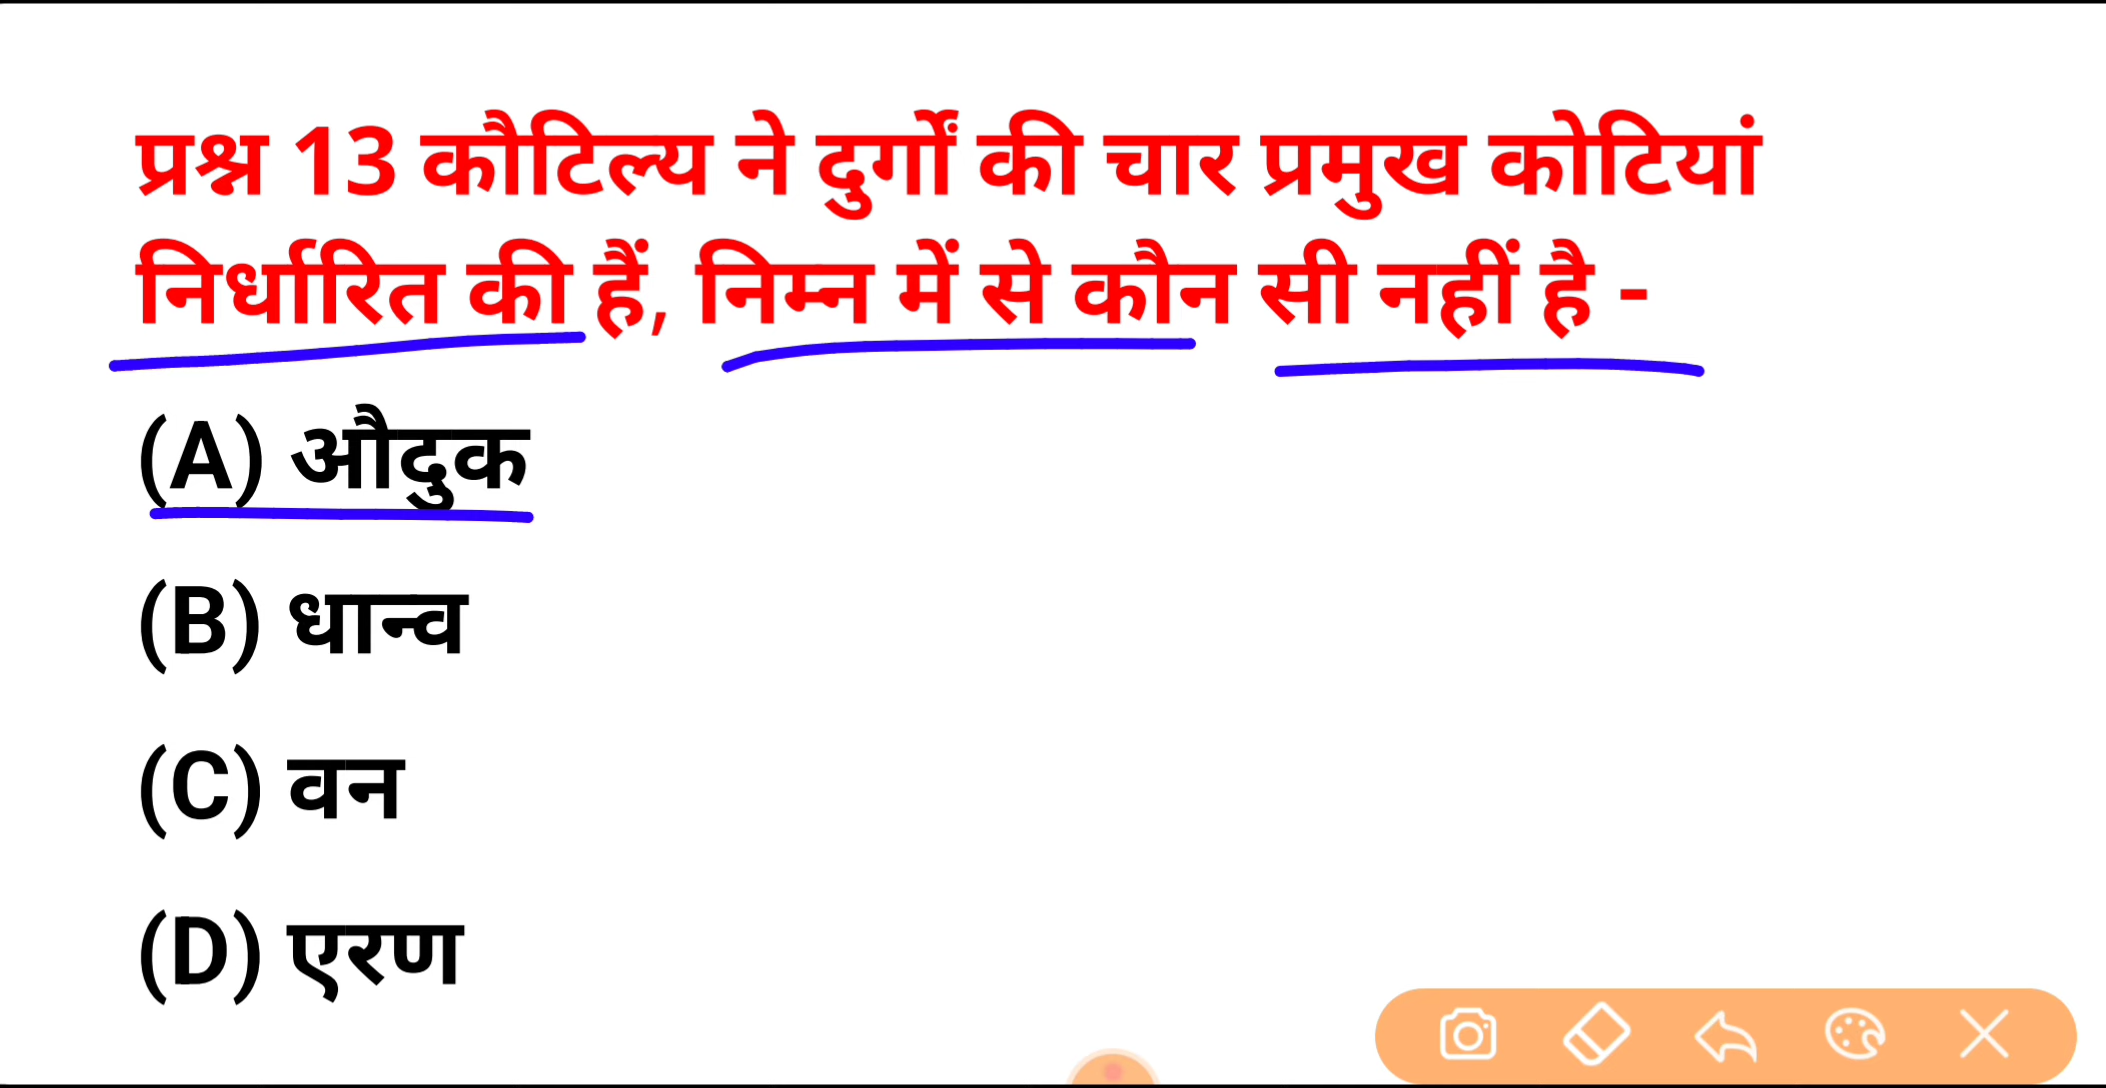 प्रश्न 13 कौटिल्य ने दुर्गों की चार प्रमुख कोटियां
निर्धारित की हैं, निम्न में से कौन सी नहीं है -
(A) औदुक
(B) धान्व
(C) वन
(D) एरण